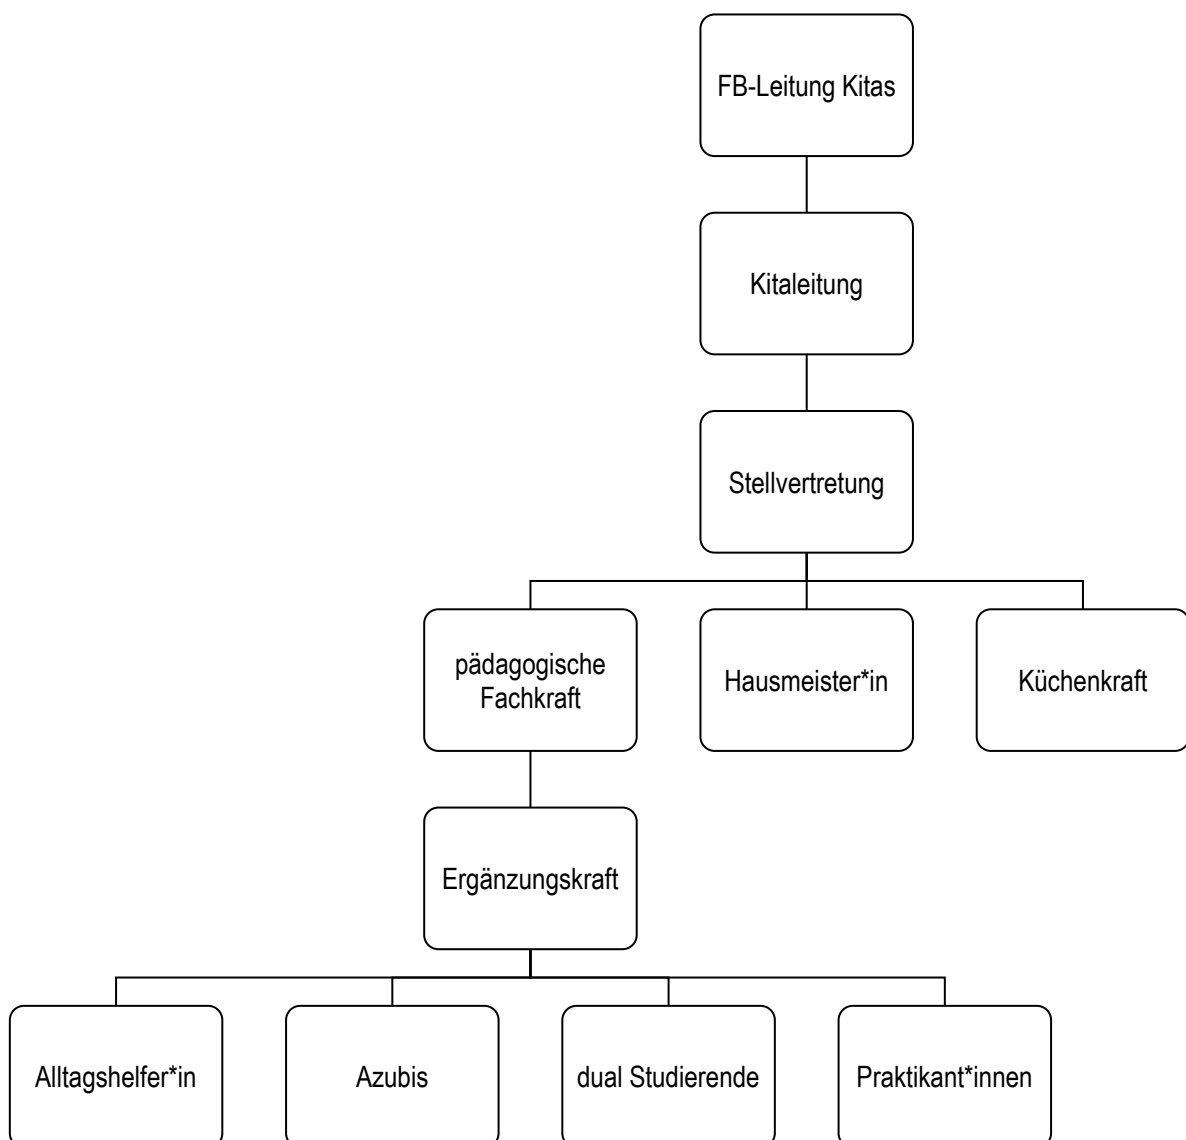 FB-Leitung Kitas
Kitaleitung
Stellvertretung
pädagogische
Fachkraft
Hausmeister*in
Küchenkraft
Ergänzungskraft
Alltagshelfer*in
Azubis
dual Studierende
Praktikant*innen